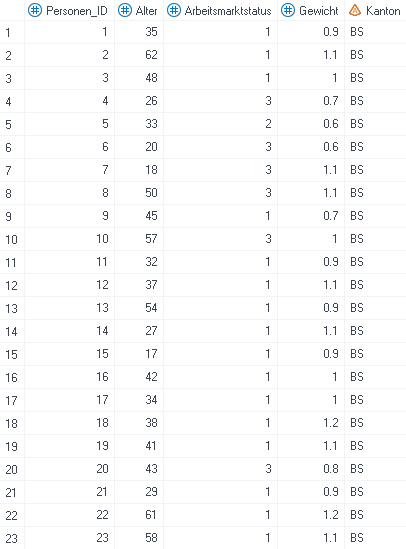 Personen_ID Alter Arbeitsmarktstatus Gewicht Kanton
1 1 35 1 0.9 BS
2 2 62 1 1.1 BS
3 3 48 1 1 BS
4 4 26 3 0.7 BS
5 5 33 2 0.6 BS
6 6 20 3 0.6 BS
7 7 18 3 1.1 BS
8 8 50 3 1.1 BS
9 9 45 1 0.7 BS
10 10 57 3 1 BS
11 11 32 1 0.9 BS
12 12 37 1 1.1 BS
13 13 54 1 0.9 BS
14 14 27 1 1.1 BS
15 15 17 1 0.9 BS
16 16 42 1 1 BS
17 17 34 1 1 BS
18 18 38 1 1.2 BS
19 19 41 1 1.1 BS
20 20 43 3 0.8 BS
21 21 29 1 0.9 BS
22 22 61 1 1.2 BS
23 23 58 1 1.1 BS